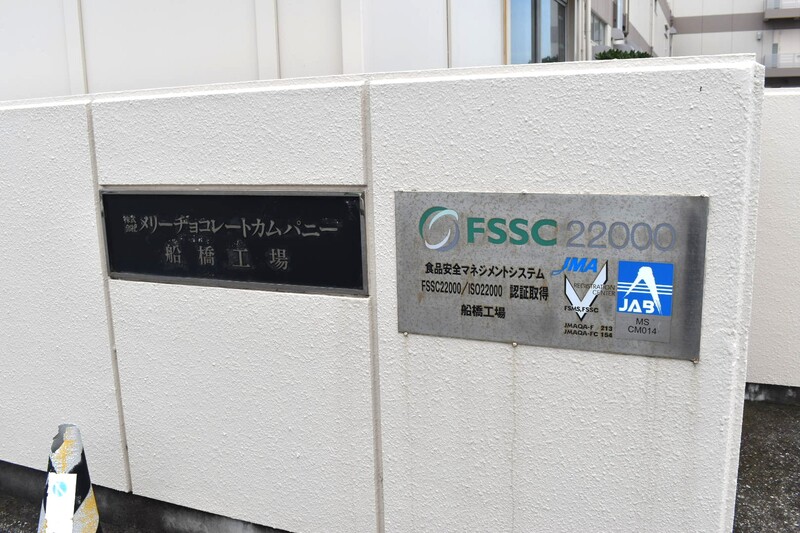 株式会社 メリーチョコレートカムパニー
船橋工場
FSSC 22000
食品安全マネジメントシステム
FSSC22000/ISO22000 認証取得
船橋工場
JMA
REGISTRATION
CENTER
FSMS, FSSC
JMAQA-F 213
JMAQA-FC 154
JAB
MS
CM014